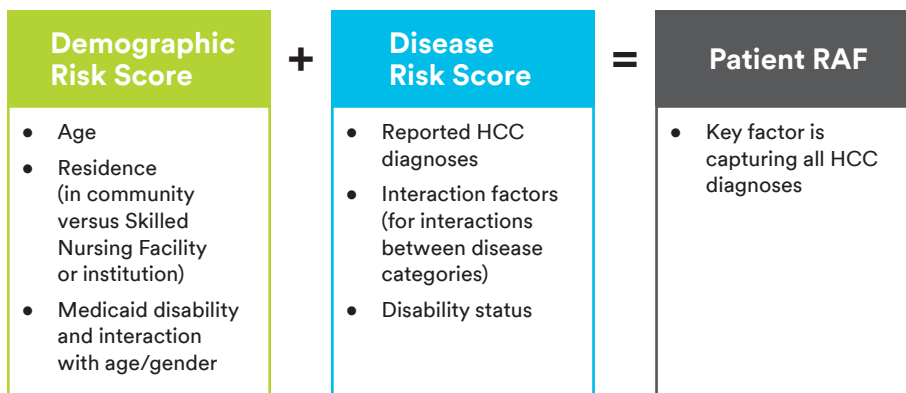 Demographic
Risk Score
+
Disease
Risk Score
=
Patient RAF
● Age
● Residence
(in community
versus Skilled
Nursing Facility
or institution)
● Medicaid disability
and interaction
with age/gender
● Reported HCC
diagnoses
● Interaction factors
(for interactions
between disease
categories)
● Disability status
● Key factor is
capturing all HCC
diagnoses